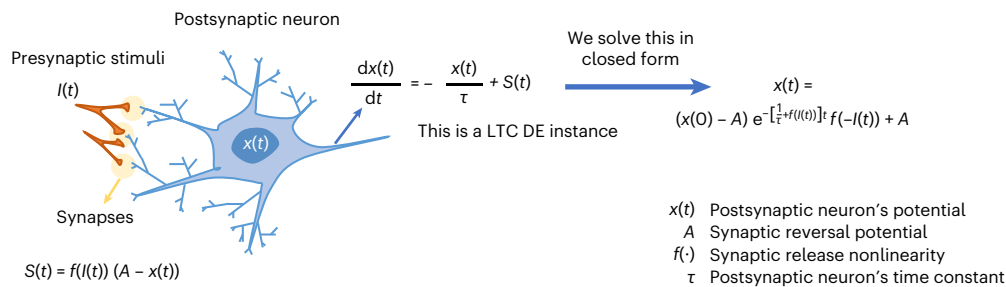 Postsynaptic neuron
Presynaptic stimuli
I(t)
x(t)
Synapses
S(t) = f(I(t)) (A – x(t))
dx(t)/dt = – x(t)/τ + S(t)
This is a LTC DE instance
We solve this in
closed form
x(t) =
(x(0) – A) e^–[1/τ+f(I(t))]t f(–I(t)) + A
x(t) Postsynaptic neuron's potential
A Synaptic reversal potential
f(·) Synaptic release nonlinearity
τ Postsynaptic neuron's time constant